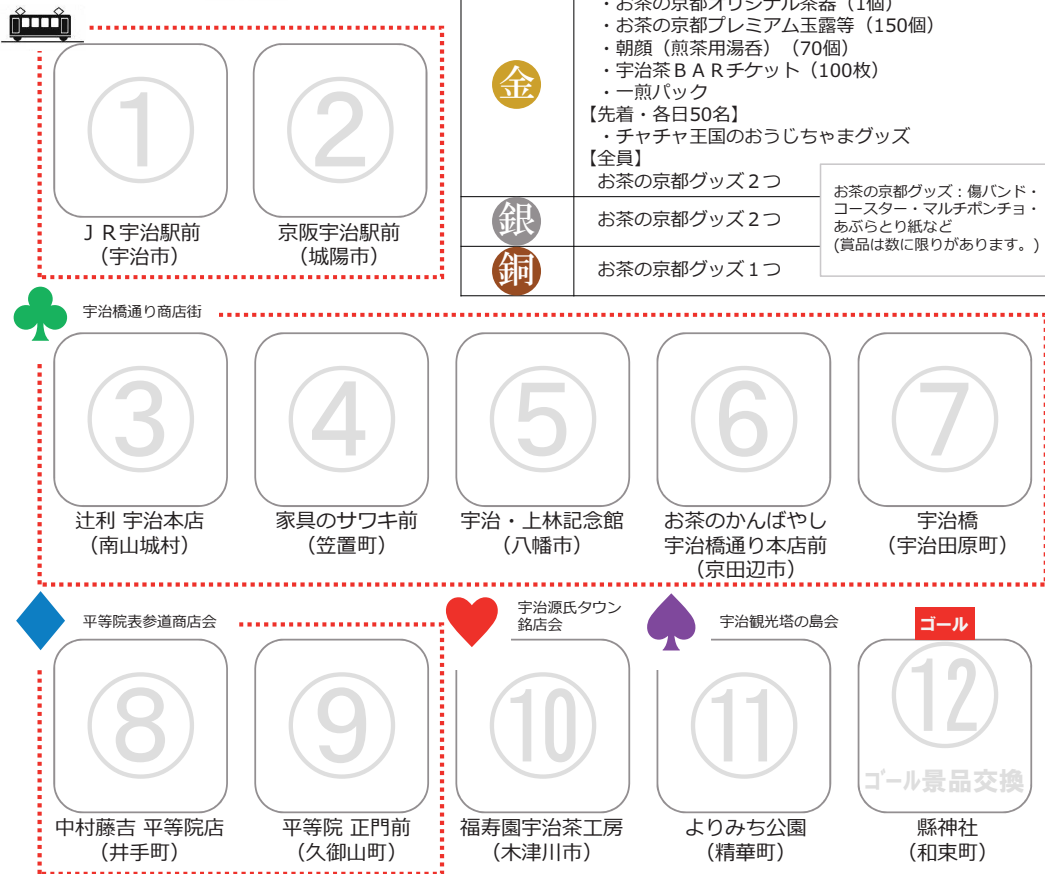 ・お茶の京都オリジナル茶器（1個）
・お茶の京都プレミアム玉露等（150個）
・朝顔（煎茶用湯呑）（70個）
・宇治茶ＢＡＲチケット（100枚）
・一煎パック
【先着・各日50名】
・チャチャ王国のおうじちゃまグッズ
【全員】
お茶の京都グッズ２つ
金
銀
お茶の京都グッズ２つ
銅
お茶の京都グッズ１つ
お茶の京都グッズ：傷バンド・
コースター・マルチポンチョ・
あぶらとり紙など
(賞品は数に限りがあります。)
①
ＪＲ宇治駅前
（宇治市）
②
京阪宇治駅前
（城陽市）
宇治橋通り商店街
③
辻利 宇治本店
（南山城村）
④
家具のサワキ前
（笠置町）
⑤
宇治・上林記念館
（八幡市）
⑥
お茶のかんばやし
宇治橋通り本店前
（京田辺市）
⑦
宇治橋
（宇治田原町）
平等院表参道商店会
⑧
中村藤吉 平等院店
（井手町）
⑨
平等院 正門前
（久御山町）
宇治源氏タウン
銘店会
⑩
福寿園宇治茶工房
（木津川市）
宇治観光塔の島会
⑪
よりみち公園
（精華町）
ゴール
⑫
ゴール景品交換
縣神社
（和束町）